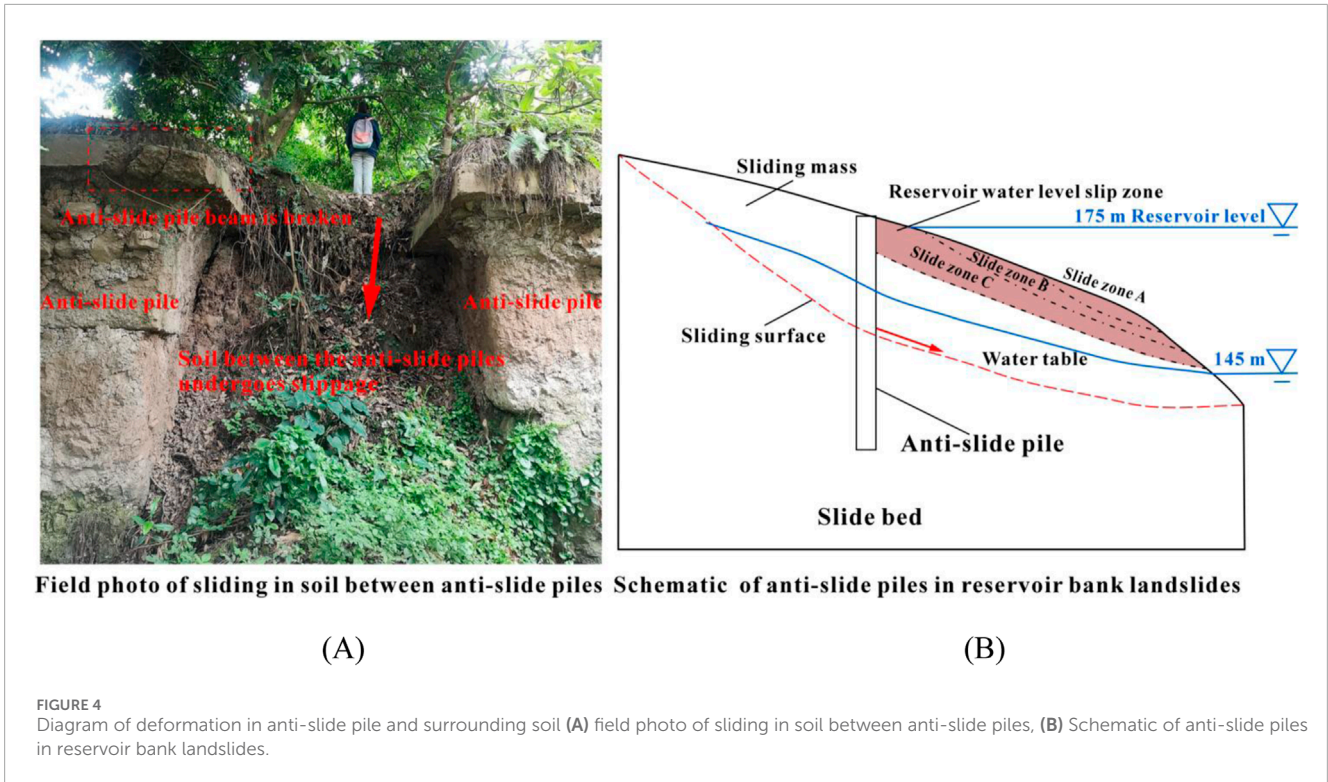 Anti-slide pile beam is broken
Anti-slide pile
Anti-slide pile
Soil between the anti-slide piles
undergoes slippage
Field photo of sliding in soil between anti-slide piles
(A)
Sliding mass
Reservoir water level slip zone
175 m Reservoir level
Slide zone A
Slide zone B
Slide zone C
Sliding surface
Water table
145 m
Anti-slide pile
Slide bed
Schematic of anti-slide piles in reservoir bank landslides
(B)
FIGURE 4
Diagram of deformation in anti-slide pile and surrounding soil (A) field photo of sliding in soil between anti-slide piles, (B) Schematic of anti-slide piles
in reservoir bank landslides.